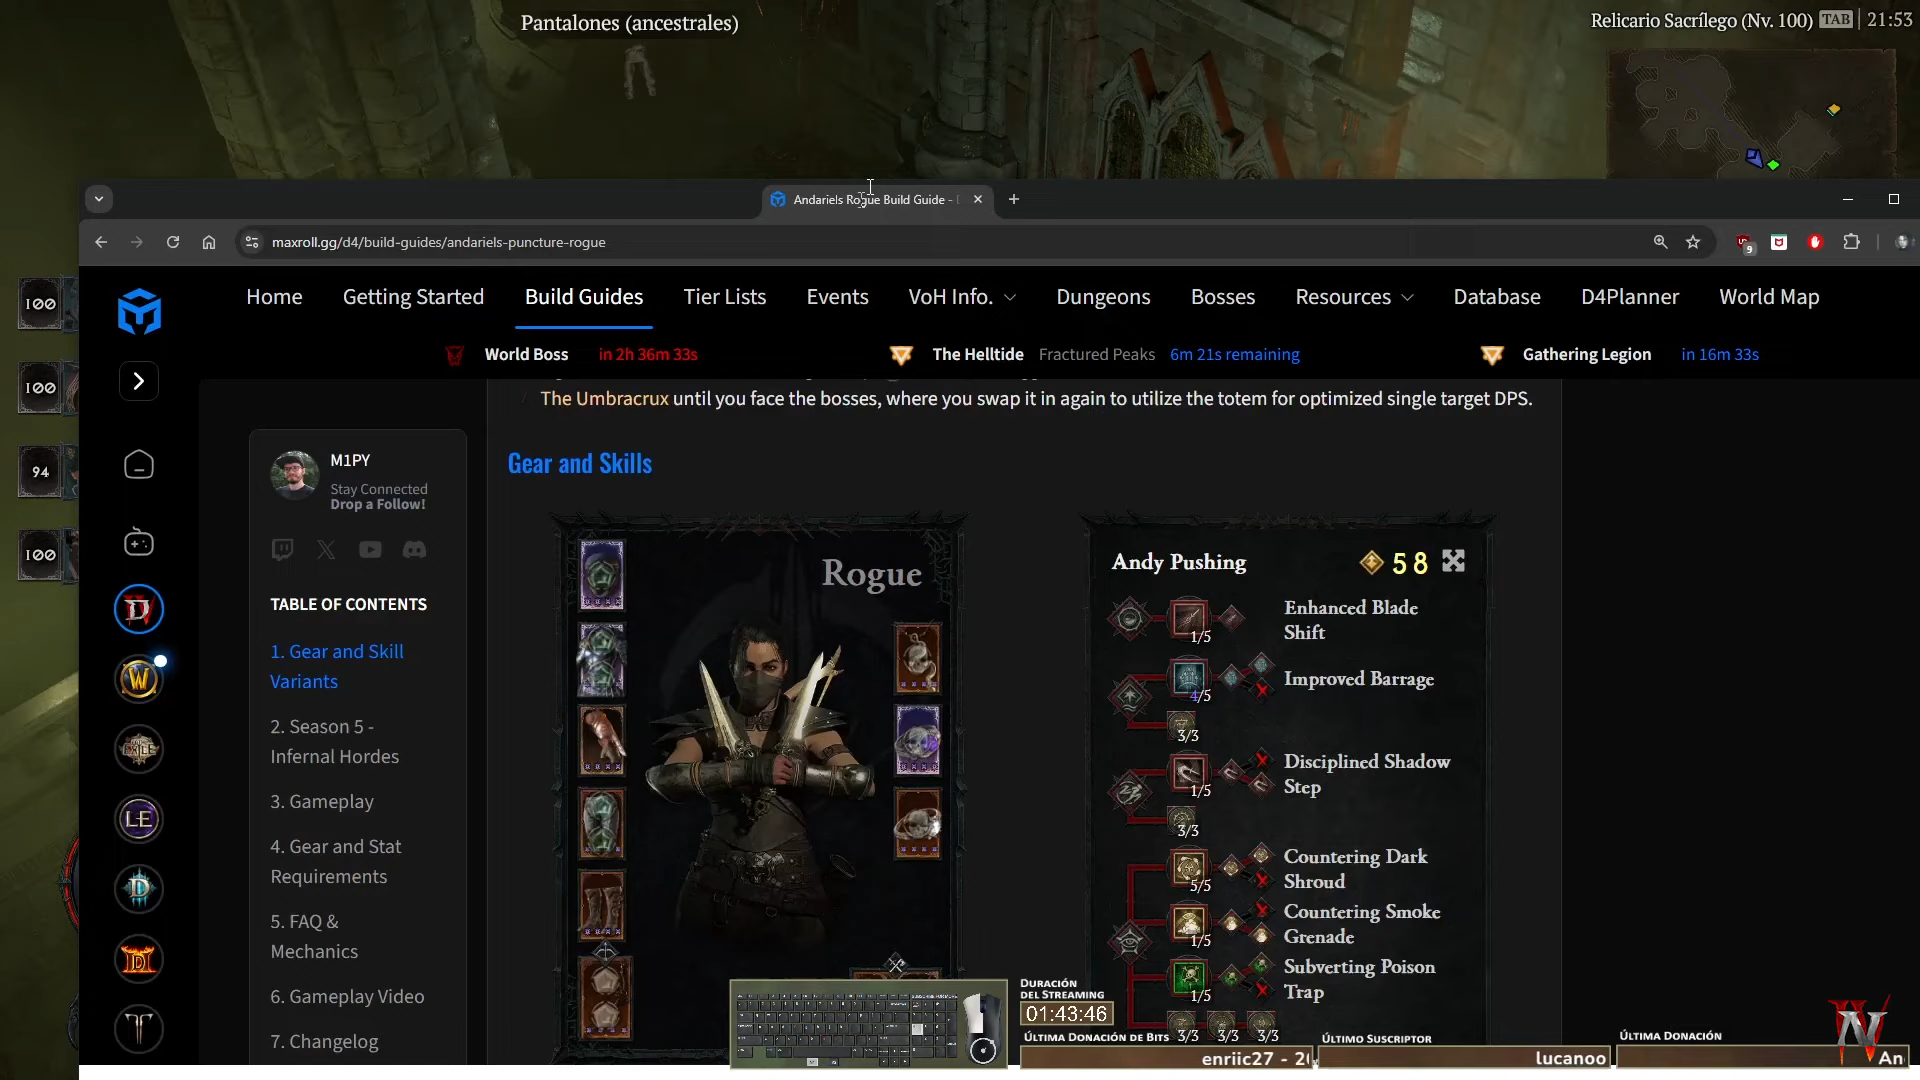 Pantalones (ancestrales)
Relicario Sacrílego (Nv. 100) TAB 21:53
Andariels Rogue Build Guide -
maxroll.gg/d4/build-guides/andariels-puncture-rogue
9
Home
Getting Started
Build Guides
Tier Lists
Events
VoH Info.
Dungeons
Bosses
Resources
Database
D4Planner
World Map
World Boss in 2h 36m 33s
The Helltide Fractured Peaks 6m 21s remaining
Gathering Legion in 16m 33s
100
100
94
100
The Umbracrux until you face the bosses, where you swap it in again to utilize the totem for optimized single target DPS.
Gear and Skills
M1PY
Stay Connected
Drop a Follow!
TABLE OF CONTENTS
1. Gear and Skill
Variants
2. Season 5 -
Infernal Hordes
3. Gameplay
4. Gear and Stat
Requirements
5. FAQ &
Mechanics
6. Gameplay Video
7. Changelog
W
LE
Rogue
Andy Pushing
58
Enhanced Blade
Shift
1/5
Improved Barrage
4/5
3/3
Disciplined Shadow
Step
1/5
3/3
Countering Dark
Shroud
5/5
Countering Smoke
Grenade
1/5
Subverting Poison
Trap
1/5
3/3 3/3 3/3
DURACIÓN
DEL STREAMING
01:43:46
ÚLTIMA DONACIÓN DE BITS
enriic27 - 2
ÚLTIMO SUSCRIPTOR
lucanoo
ÚLTIMA DONACIÓN
An